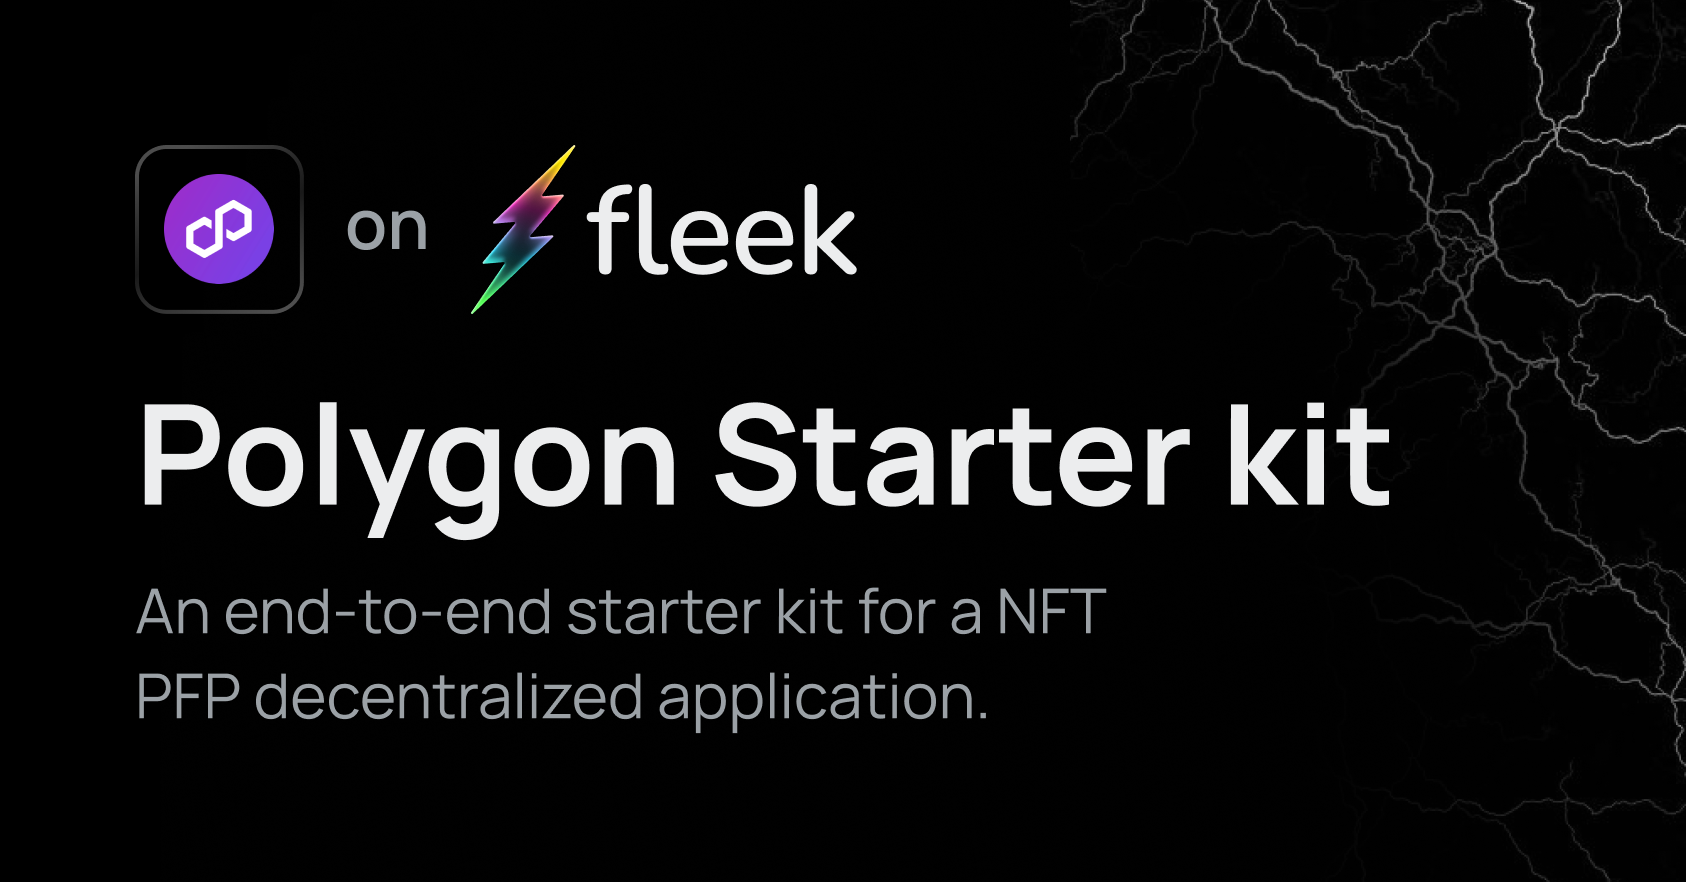 on fleek
Polygon Starter kit
An end-to-end starter kit for a NFT
PFP decentralized application.